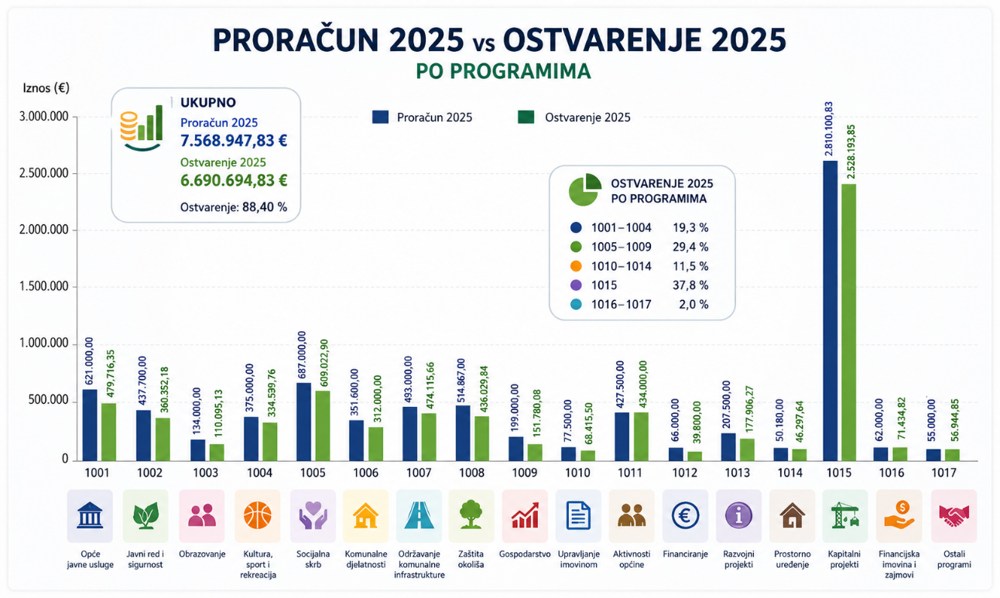 PRORAČUN 2025 vs OSTVARENJE 2025
PO PROGRAMIMA
Iznos (€)
UKUPNO
Proračun 2025
7.568.947,83 €
Ostvarenje 2025
6.690.694,83 €
Ostvarenje: 88,40 %
Proračun 2025
Ostvarenje 2025
OSTVARENJE 2025
PO PROGRAMIMA
1001–1004 19,3 %
1005–1009 29,4 %
1010–1014 11,5 %
1015 37,8 %
1016–1017 2,0 %
3.000.000
2.500.000
2.000.000
1.500.000
1.000.000
500.000
0
621.000,00
479,716,35
437.700,00
360.352,18
134.000,00
110.095,13
375.000,00
334.539,76
687.000,00
609.022,90
351.600,00
312.000,00
493.000,00
474.115,66
514.867,00
436.029,84
199.000,00
151.780,08
77.500,00
68.415,50
427.500,00
434.000,00
66.000,00
39.800,00
207.500,00
177.906,27
50.180,00
46.297,64
2.810.100,83
2.528.193,85
62.000,00
71.434,82
55.000,00
56.944,85
1001
1002
1003
1004
1005
1006
1007
1008
1009
1010
1011
1012
1013
1014
1015
1016
1017
Opće
javne usluge
Javni red i
sigurnost
Obrazovanje
Kultura,
sport i
rekreacija
Socijalna
skrb
Komunalne
djelatnosti
Održavanje
komunalne
infrastrukture
Zaštita
okoliša
Gospodarstvo
Upravljanje
imovinom
Aktivnosti
općine
Financiranje
Razvojni
projekti
Prostorno
uređenje
Kapitalni
projekti
Financijska
imovina i
zajmovi
Ostali
programi